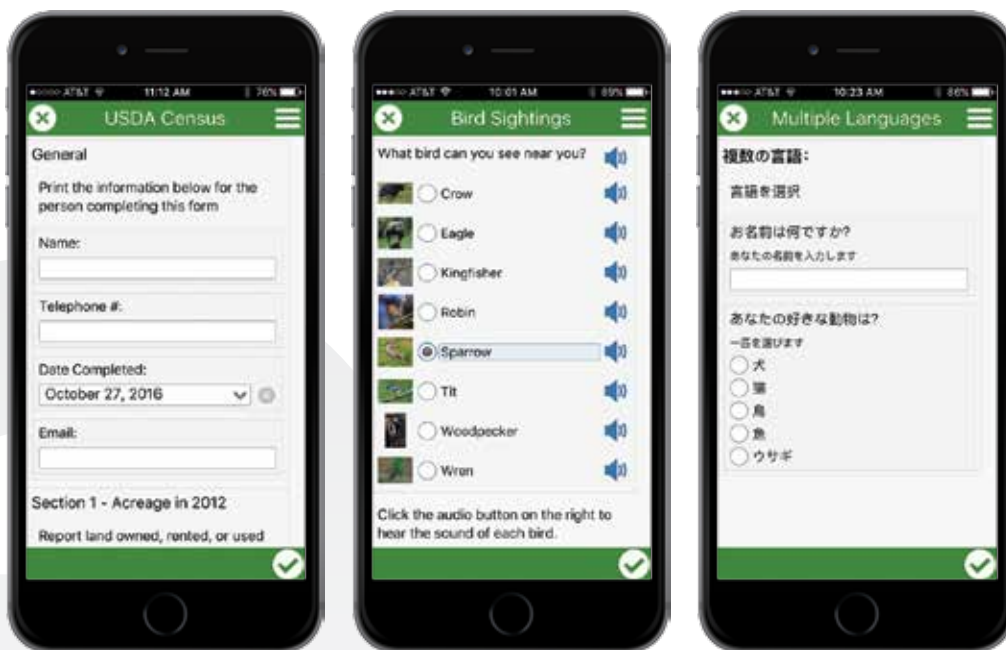 AT&T 11:12 AM 76%
USDA Census
General
Print the information below for the
person completing this form
Name:
Telephone #:
Date Completed:
October 27, 2016
Email:
Section 1 - Acreage in 2012
Report land owned, rented, or used
AT&T 10:01 AM 89%
Bird Sightings
What bird can you see near you?
Crow
Eagle
Kingfisher
Robin
Sparrow
Tit
Woodpecker
Wren
Click the audio button on the right to
hear the sound of each bird.
AT&T 10:23 AM 86%
Multiple Languages
複数の言語:
言語を選択
お名前は何ですか?
あなたの名前を入力します
あなたの好きな動物は?
一匹を選びます
犬
猫
鳥
魚
ウサギ